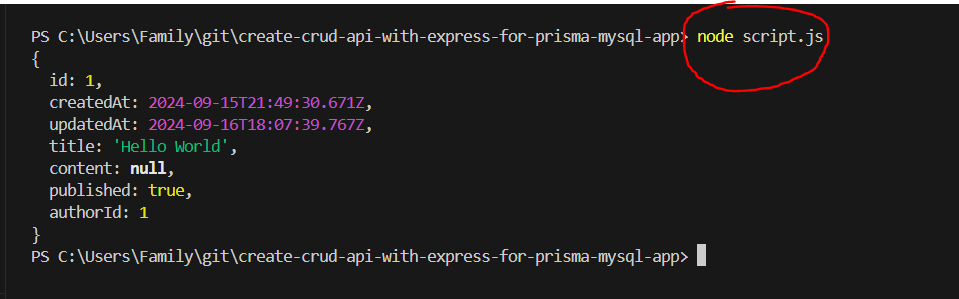 PS C:\Users\Family\git\create-crud-api-with-express-for-prisma-mysql-app> node script.js
{
  id: 1,
  createdAt: 2024-09-15T21:49:30.671Z,
  updatedAt: 2024-09-16T18:07:39.767Z,
  title: 'Hello World',
  content: null,
  published: true,
  authorId: 1
}
PS C:\Users\Family\git\create-crud-api-with-express-for-prisma-mysql-app>